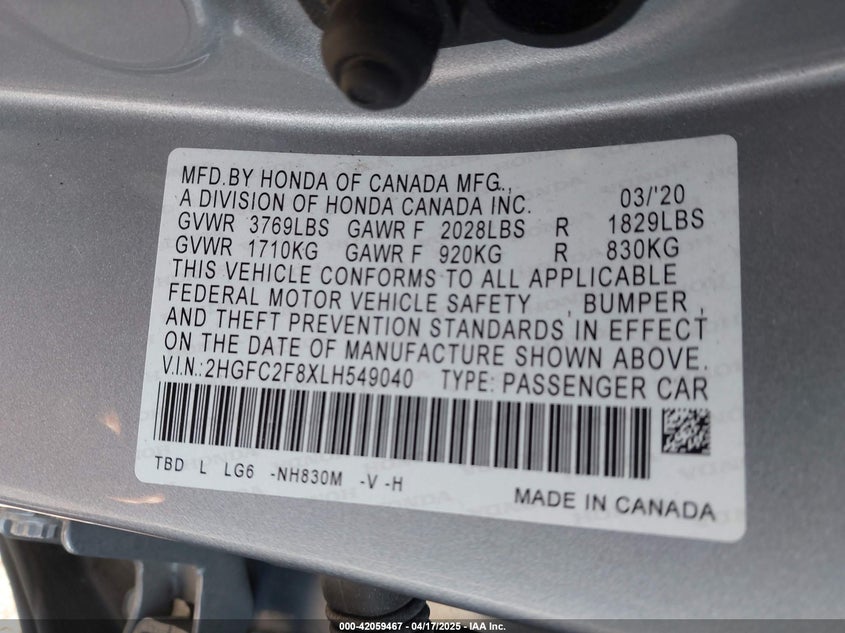 MFD.BY HONDA OF CANADA MFG.,
A DIVISION OF HONDA CANADA INC. 03/'20
GVWR 3769LBS GAWR F 2028LBS R 1829LBS
GVWR 1710KG GAWR F 920KG R 830KG
THIS VEHICLE CONFORMS TO ALL APPLICABLE
FEDERAL MOTOR VEHICLE SAFETY , BUMPER ,
AND THEFT PREVENTION STANDARDS IN EFFECT
ON THE DATE OF MANUFACTURE SHOWN ABOVE.
V.I.N.:2HGFC2F8XLH549040 TYPE: PASSENGER CAR
TBD L LG6 -NH830M -V -H
MADE IN CANADA
000-42059467 - 04/17/2025 - IAA Inc.